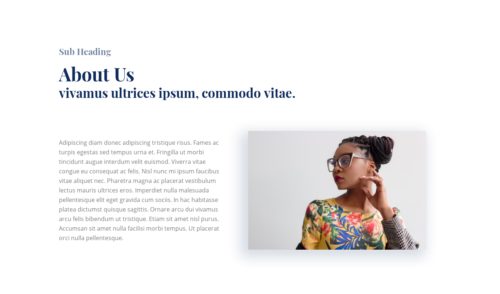 Sub Heading
About Us
vivamus ultrices ipsum, commodo vitae.
Adipiscing diam donec adipiscing tristique risus. Fames ac
turpis egestas sed tempus urna et. Fringilla ut morbi
tincidunt augue interdum velit euismod. Viverra vitae
congue eu consequat ac felis. Nisl nunc mi ipsum faucibus
vitae aliquet nec. Pharetra magna ac placerat vestibulum
lectus mauris ultrices eros. Imperdiet nulla malesuada
pellentesque elit eget gravida cum sociis. In hac habitasse
platea dictumst quisque sagittis. Ornare arcu dui vivamus
arcu felis bibendum ut tristique. Etiam sit amet nisl purus.
Accumsan sit amet nulla facilisi morbi tempus. Ut placerat
orci nulla pellentesque.